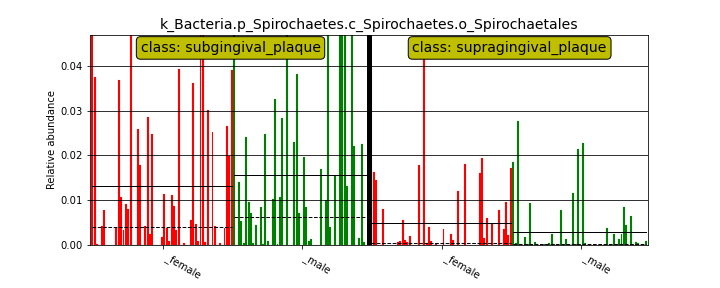 k_Bacteria.p_Spirochaetes.c_Spirochaetes.o_Spirochaetales
class: subgingival_plaque
class: supragingival_plaque
Relative abundance
0.04
0.03
0.02
0.01
0.00
_female
_male
_female
_male